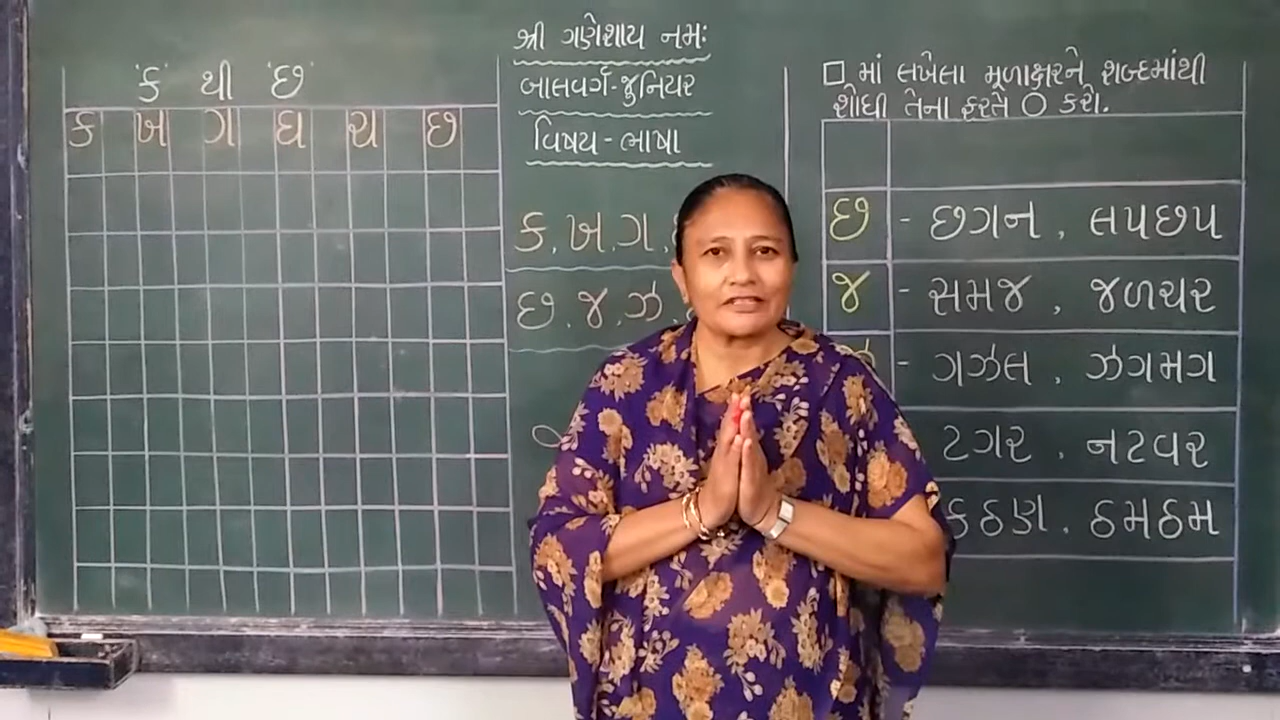 'ક' થી 'છ'
ક ખ ગ ઘ ચ છ
શ્રી ગણેશાય નમઃ
બાલવર્ગ-જુનિયર
વિષય-ભાષા
ક, ખ, ગ,
છ, જ, ઝ,
□ માં લખેલા મૂળાક્ષરને શબ્દમાંથી
શોધી તેના ફરતે ○ કરો.
છ - છગન, લપછપ
જ - સમજ, જળચર
- ગઝલ, ઝગમગ
ટગર, નટવર
કઠણ, ઠમઠમ